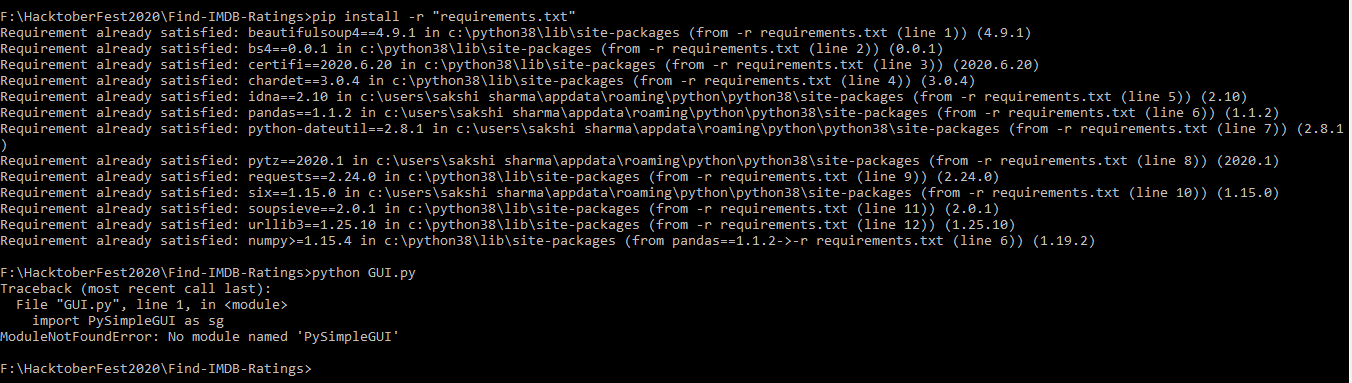 F:\HacktoberFest2020\Find-IMDB-Ratings>pip install -r "requirements.txt"
Requirement already satisfied: beautifulsoup4==4.9.1 in c:\python38\lib\site-packages (from -r requirements.txt (line 1)) (4.9.1)
Requirement already satisfied: bs4==0.0.1 in c:\python38\lib\site-packages (from -r requirements.txt (line 2)) (0.0.1)
Requirement already satisfied: certifi==2020.6.20 in c:\python38\lib\site-packages (from -r requirements.txt (line 3)) (2020.6.20)
Requirement already satisfied: chardet==3.0.4 in c:\python38\lib\site-packages (from -r requirements.txt (line 4)) (3.0.4)
Requirement already satisfied: idna==2.10 in c:\users\sakshi sharma\appdata\roaming\python\python38\site-packages (from -r requirements.txt (line 5)) (2.10)
Requirement already satisfied: pandas==1.1.2 in c:\users\sakshi sharma\appdata\roaming\python\python38\site-packages (from -r requirements.txt (line 6)) (1.1.2)
Requirement already satisfied: python-dateutil==2.8.1 in c:\users\sakshi sharma\appdata\roaming\python\python38\site-packages (from -r requirements.txt (line 7)) (2.8.1
)
Requirement already satisfied: pytz==2020.1 in c:\users\sakshi sharma\appdata\roaming\python\python38\site-packages (from -r requirements.txt (line 8)) (2020.1)
Requirement already satisfied: requests==2.24.0 in c:\python38\lib\site-packages (from -r requirements.txt (line 9)) (2.24.0)
Requirement already satisfied: six==1.15.0 in c:\users\sakshi sharma\appdata\roaming\python\python38\site-packages (from -r requirements.txt (line 10)) (1.15.0)
Requirement already satisfied: soupsieve==2.0.1 in c:\python38\lib\site-packages (from -r requirements.txt (line 11)) (2.0.1)
Requirement already satisfied: urllib3==1.25.10 in c:\python38\lib\site-packages (from -r requirements.txt (line 12)) (1.25.10)
Requirement already satisfied: numpy>=1.15.4 in c:\python38\lib\site-packages (from pandas==1.1.2->-r requirements.txt (line 6)) (1.19.2)
F:\HacktoberFest2020\Find-IMDB-Ratings>python GUI.py
Traceback (most recent call last):
  File "GUI.py", line 1, in <module>
    import PySimpleGUI as sg
ModuleNotFoundError: No module named 'PySimpleGUI'
F:\HacktoberFest2020\Find-IMDB-Ratings>